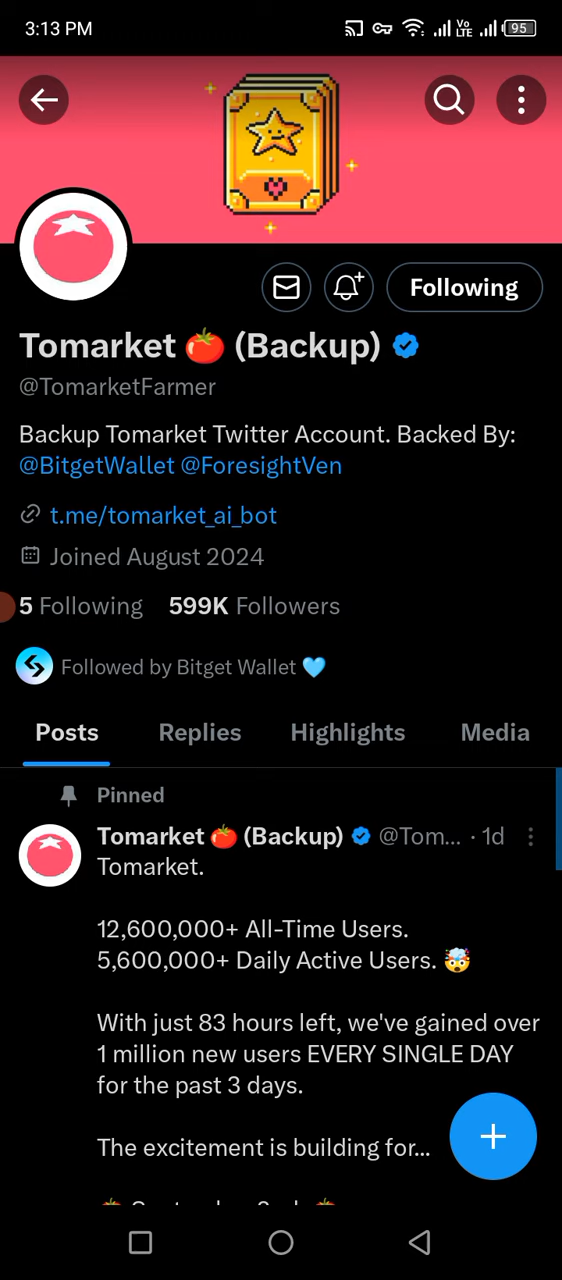 3:13 PM
Vo
LTE
95
Following
Tomarket 🍅 (Backup)
@TomarketFarmer
Backup Tomarket Twitter Account. Backed By:
@BitgetWallet @ForesightVen
t.me/tomarket_ai_bot
Joined August 2024
5 Following 599K Followers
Followed by Bitget Wallet 🩵
Posts Replies Highlights Media
Pinned
Tomarket 🍅 (Backup) @Tom... · 1d
Tomarket.
12,600,000+ All-Time Users.
5,600,000+ Daily Active Users. 🤯
With just 83 hours left, we've gained over
1 million new users EVERY SINGLE DAY
for the past 3 days.
The excitement is building for...